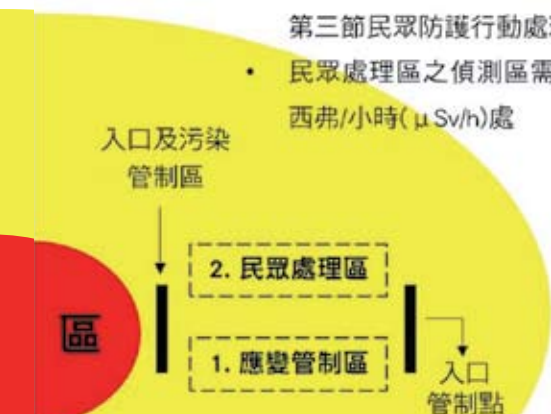 第三節民眾防護行動處
• 民眾處理區之偵測區需
西弗/小時(μSv/h)處
入口及污染
管制區
2. 民眾處理區
區
1. 應變管制區
入口
管制點